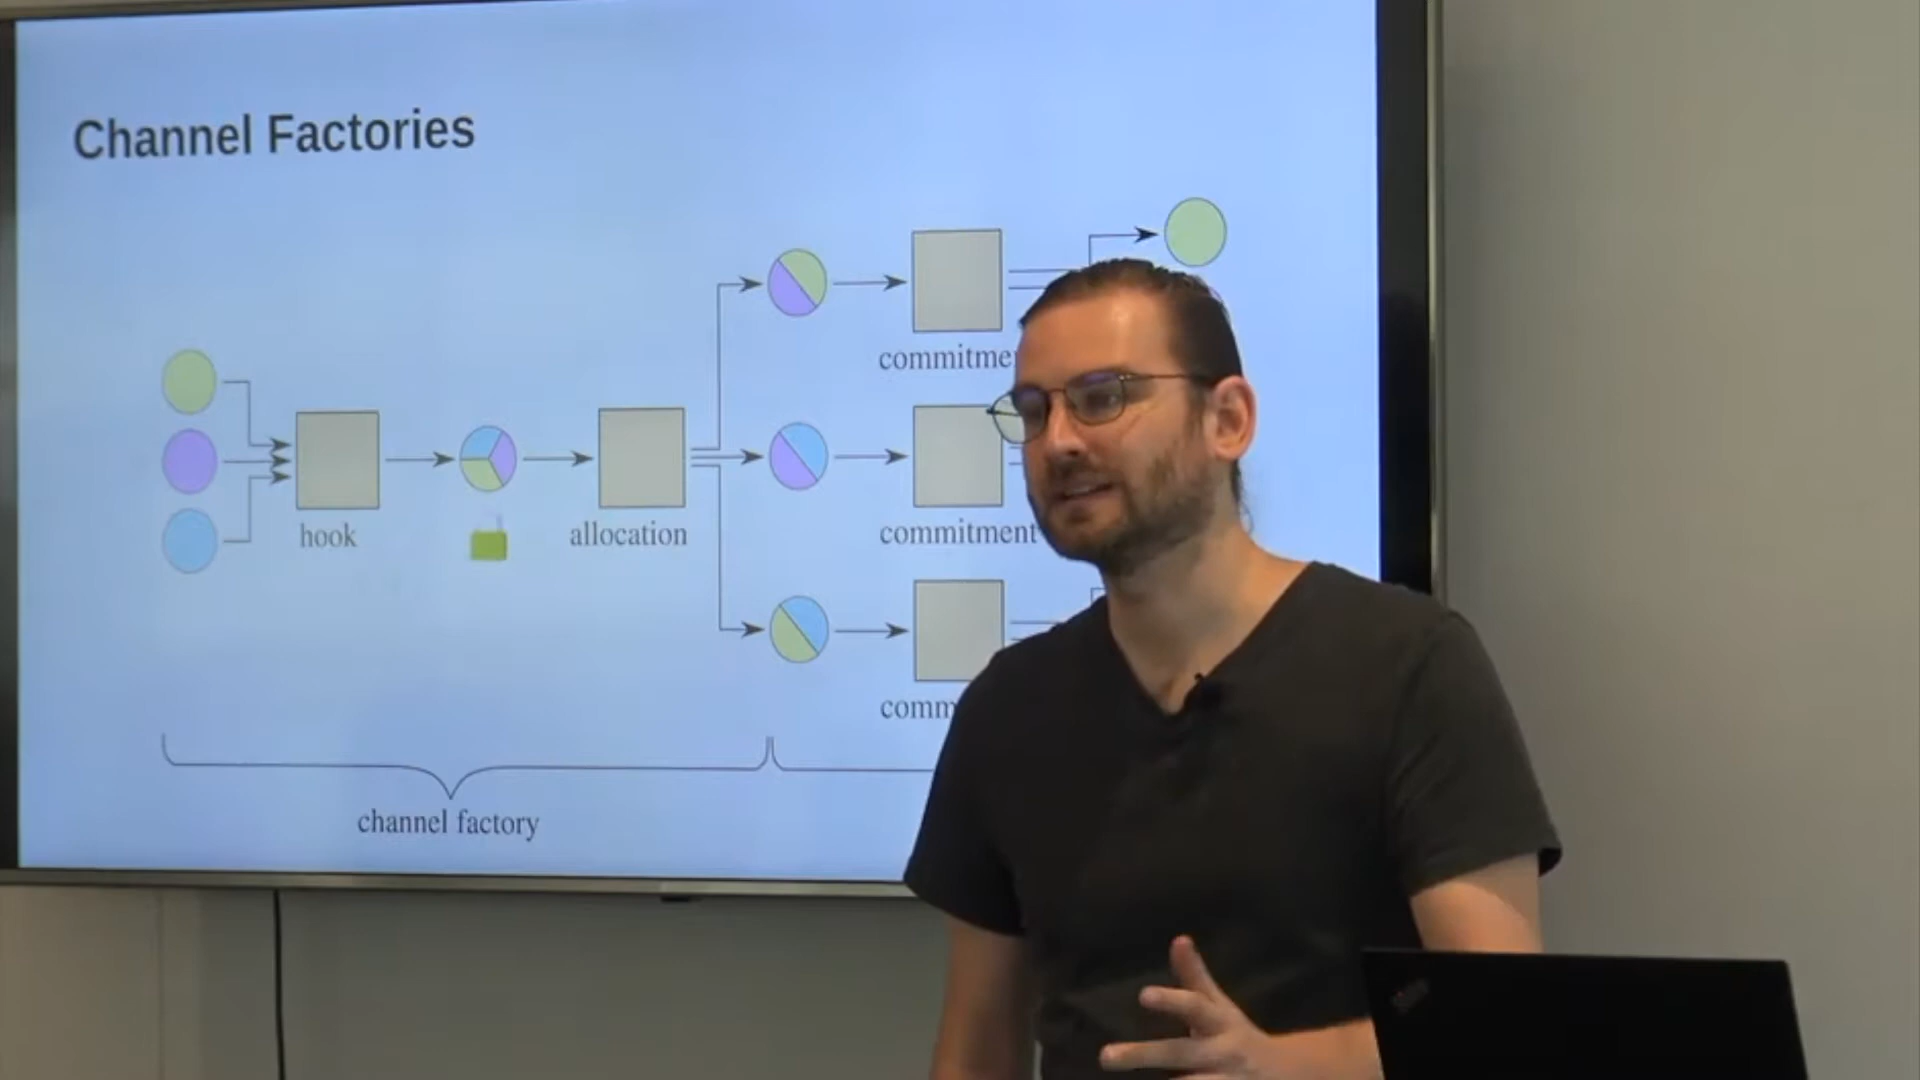 Channel Factories
hook
allocation
commitment
channel factory